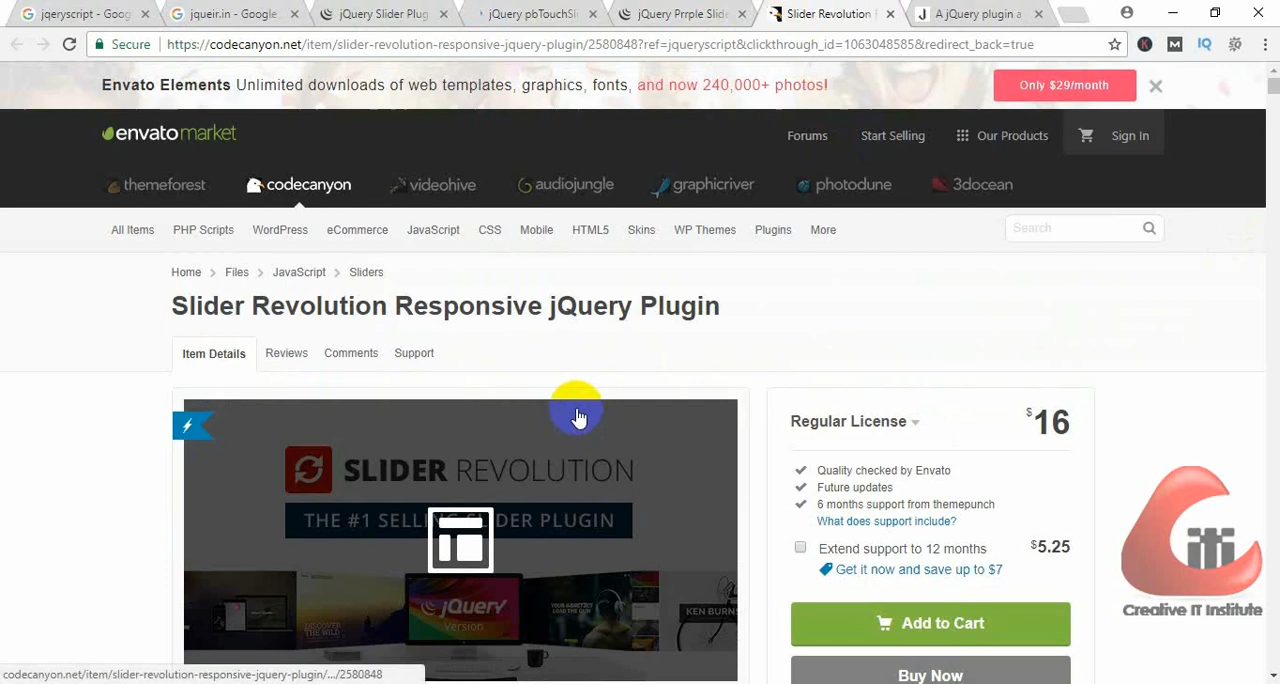 jqeryscript - Goog
jqueir.in - Google
jQuery Slider Plug
jQuery pbTouchSli
jQuery Prrple Slide
Slider Revolution
A jQuery plugin a
Secure
https://codecanyon.net/item/slider-revolution-responsive-jquery-plugin/2580848?ref=jqueryscript&clickthrough_id=1063048585&redirect_back=true
K M IQ
Envato Elements Unlimited downloads of web templates, graphics, fonts, and now 240,000+ photos!
Only $29/month
envatomarket
Forums Start Selling Our Products Sign In
themeforest codecanyon videohive audiojungle graphicriver photodune 3docean
All Items PHP Scripts WordPress eCommerce JavaScript CSS Mobile HTML5 Skins WP Themes Plugins More
Search
Home Files JavaScript Sliders
Slider Revolution Responsive jQuery Plugin
Item Details Reviews Comments Support
SLIDER REVOLUTION
THE #1 SELLING SLIDER PLUGIN
jQuery
Version
KEN BURNS
Regular License
$16
Quality checked by Envato
Future updates
6 months support from themepunch
What does support include?
Extend support to 12 months $5.25
Get it now and save up to $7
Add to Cart
Buy Now
Creative IT Institute
codecanyon.net/item/slider-revolution-responsive-jquery-plugin/.../2580848